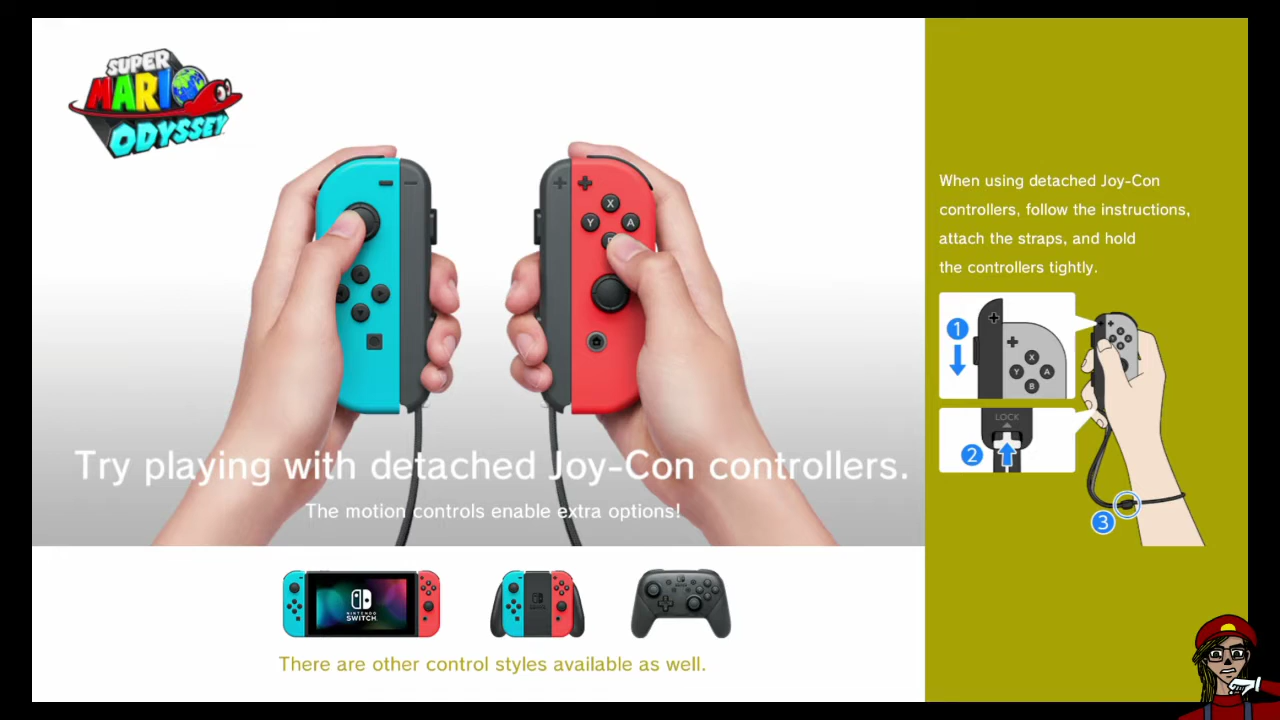 SUPER
MARIO
ODYSSEY
X
Y
A
Try playing with detached Joy-Con controllers.
The motion controls enable extra options!
NINTENDO
SWITCH
There are other control styles available as well.
When using detached Joy-Con
controllers, follow the instructions,
attach the straps, and hold
the controllers tightly.
1
X
Y
A
B
LOCK
2
3